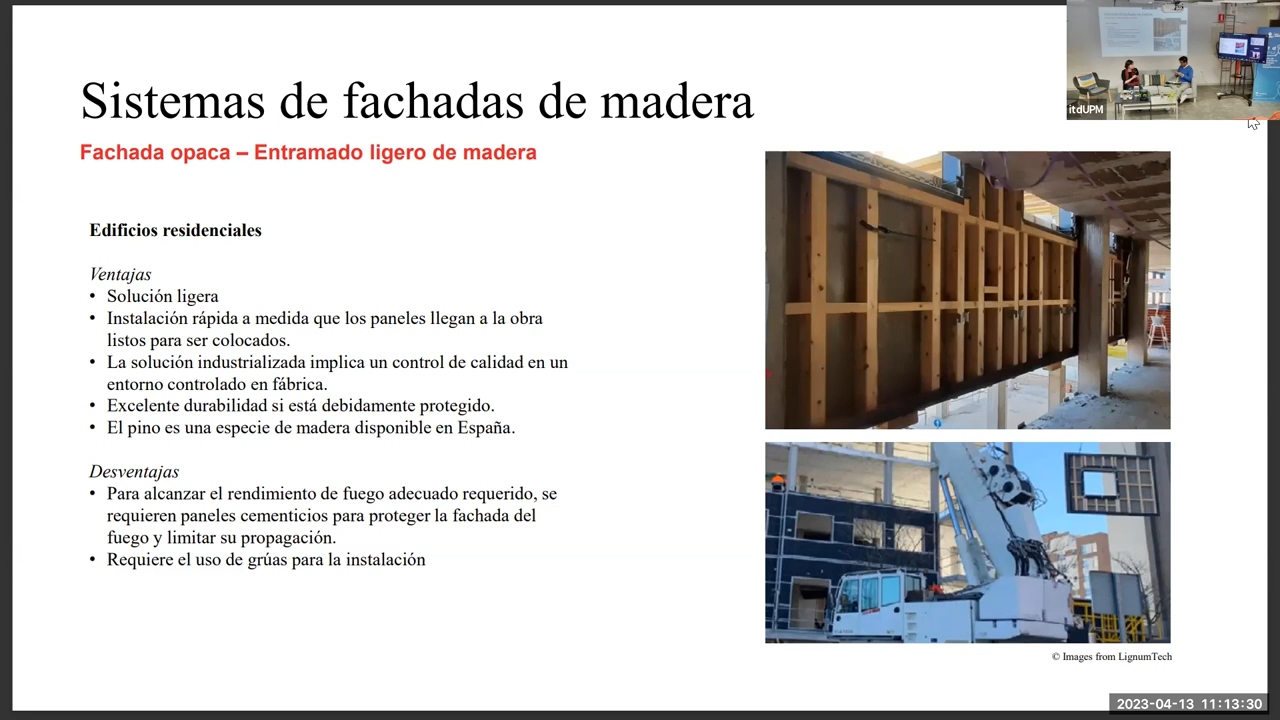 Sistemas de fachadas de madera
Fachada opaca – Entramado ligero de madera
Edificios residenciales
Ventajas
• Solución ligera
• Instalación rápida a medida que los paneles llegan a la obra
listos para ser colocados.
• La solución industrializada implica un control de calidad en un
entorno controlado en fábrica.
• Excelente durabilidad si está debidamente protegido.
• El pino es una especie de madera disponible en España.
Desventajas
• Para alcanzar el rendimiento de fuego adecuado requerido, se
requieren paneles cementicios para proteger la fachada del
fuego y limitar su propagación.
• Requiere el uso de grúas para la instalación
© Images from LignumTech
itdUPM
2023-04-13 11:13:30